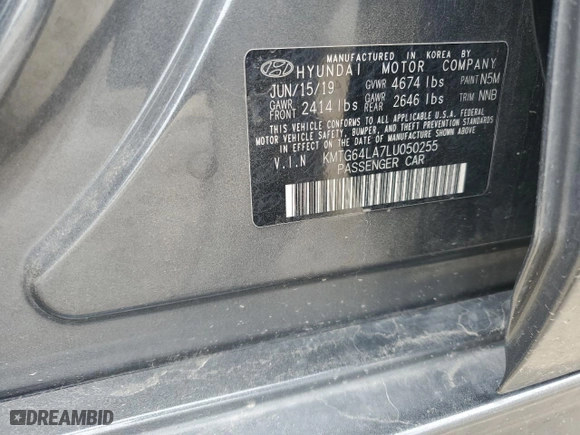 MANUFACTURED IN KOREA BY
HYUNDAI MOTOR COMPANY
JUN/15/19 GVWR 4674 lbs PAINT N5M
GAWR FRONT 2414 lbs GAWR REAR 2646 lbs TRIM NNB
THIS VEHICLE CONFORMS TO ALL APPLICABLE U.S.A. FEDERAL
MOTOR VEHICLE SAFETY, BUMPER, AND THEFT PREVENTION STANDARDS
IN EFFECT ON THE DATE OF MANUFACTURE SHOWN ABOVE.
V.I.N KMTG64LA7LU050255
PASSENGER CAR
DREAMBID